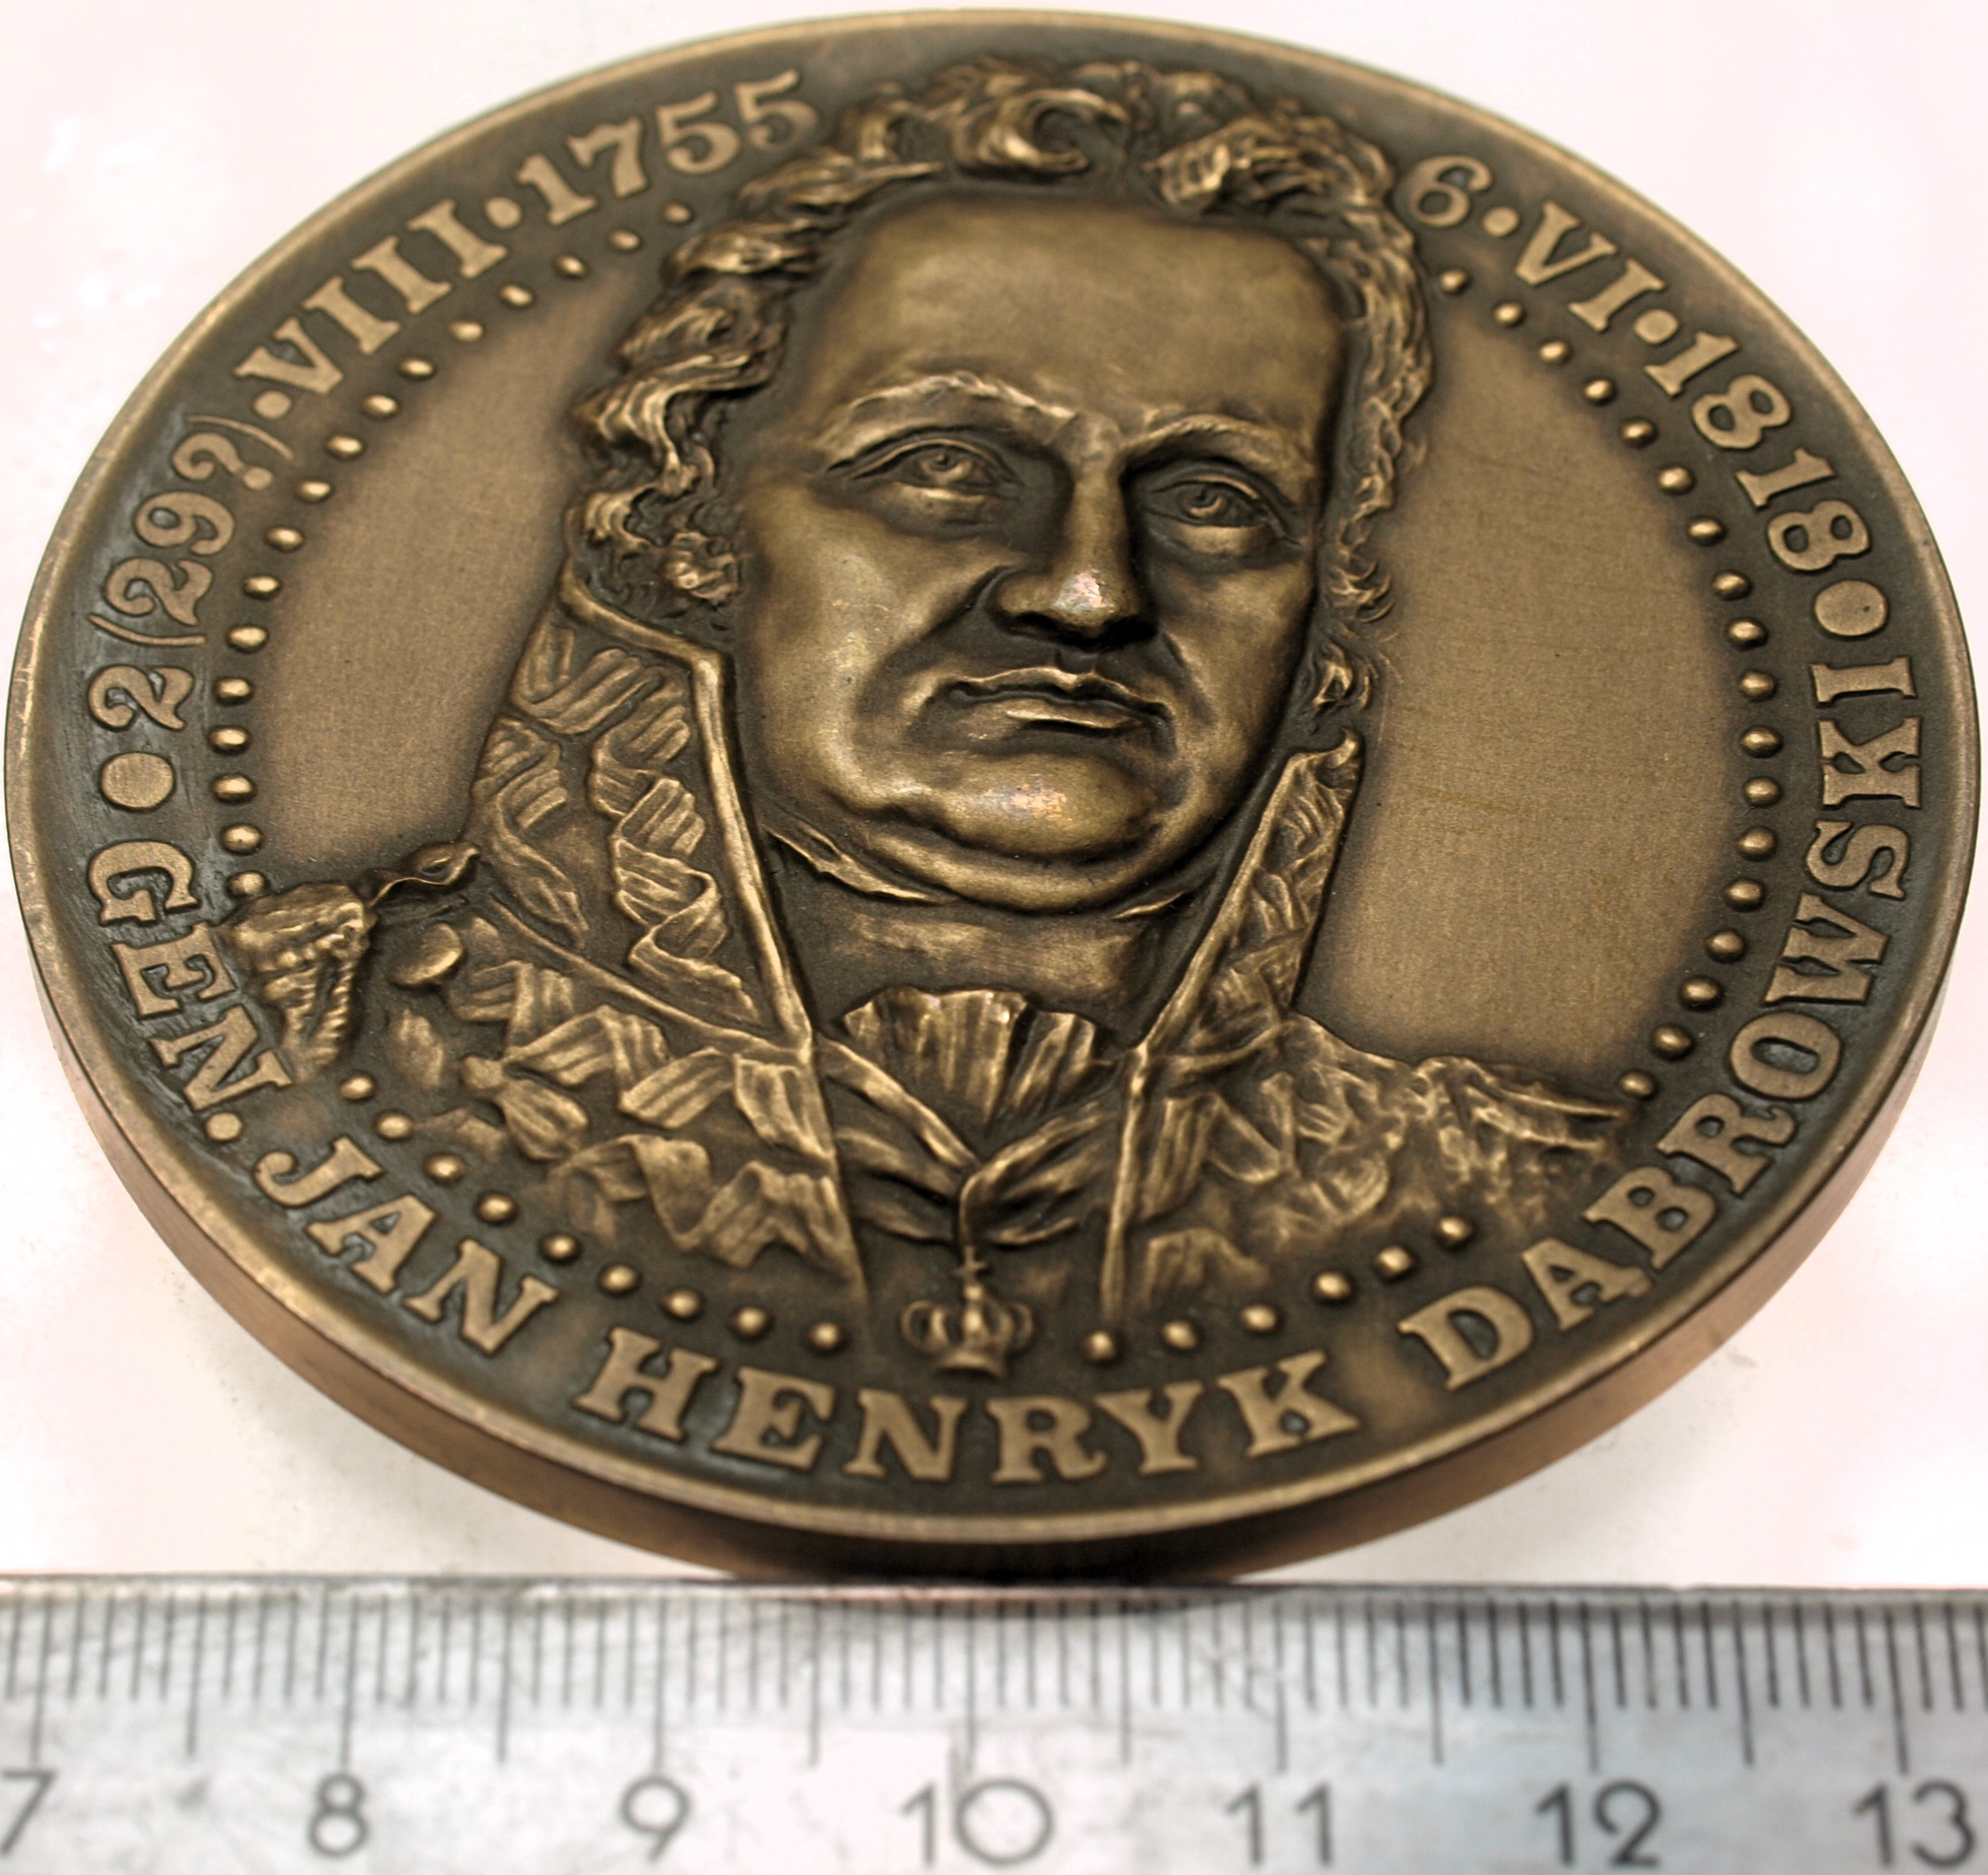 GEN. JAN HENRYK DĄBROWSKI • 2(29?)•VIII•1755 6•VI•1818 •
7 8 9 10 11 12 13